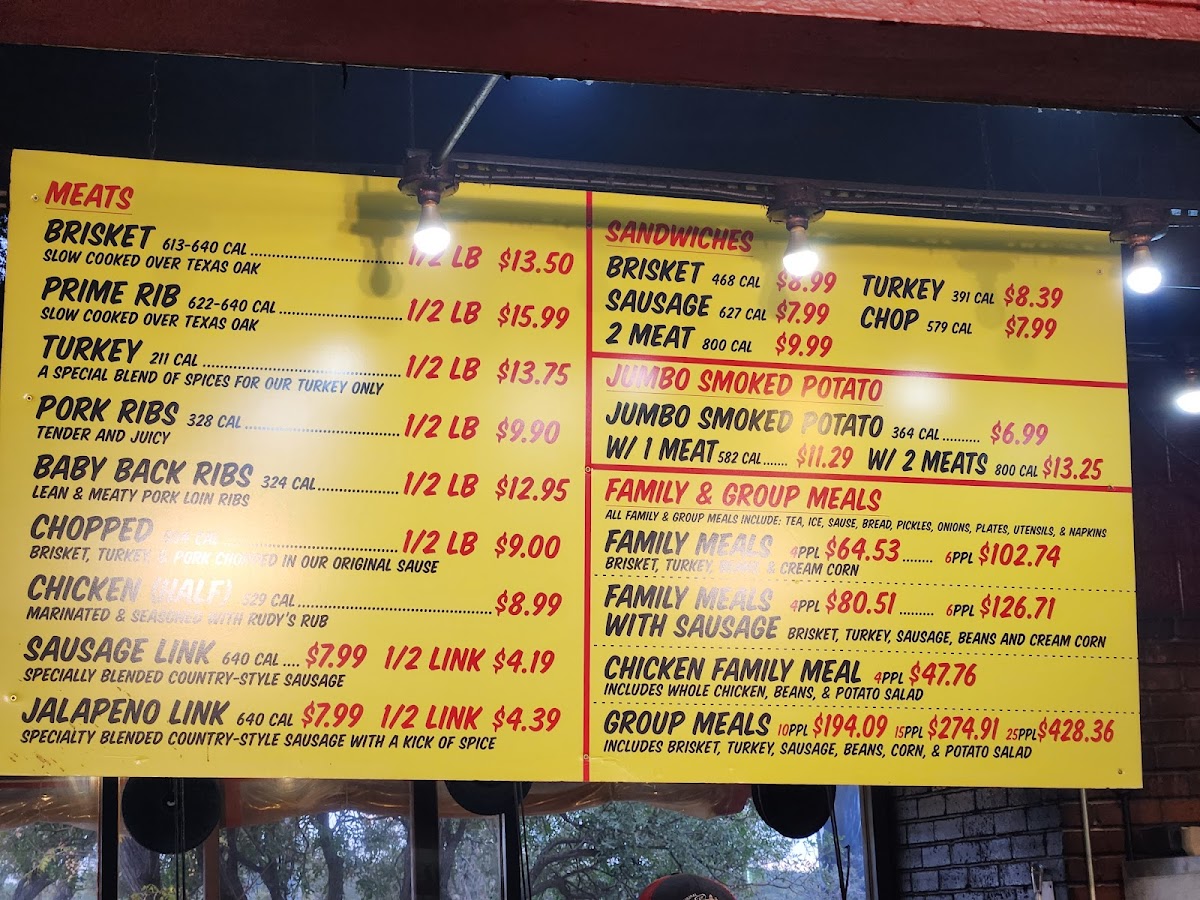 MEATS
BRISKET 613-640 CAL 1/2 LB $13.50
SLOW COOKED OVER TEXAS OAK
PRIME RIB 622-640 CAL 1/2 LB $15.99
SLOW COOKED OVER TEXAS OAK
TURKEY 211 CAL 1/2 LB $13.75
A SPECIAL BLEND OF SPICES FOR OUR TURKEY ONLY
PORK RIBS 328 CAL 1/2 LB $9.90
TENDER AND JUICY
BABY BACK RIBS 324 CAL 1/2 LB $12.95
LEAN & MEATY PORK LOIN RIBS
CHOPPED CAL 1/2 LB $9.00
BRISKET, TURKEY, & PORK CHOPPED IN OUR ORIGINAL SAUSE
CHICKEN (HALF) 529 CAL $8.99
MARINATED & SEASONED WITH RUDY'S RUB
SAUSAGE LINK 640 CAL .... $7.99 1/2 LINK $4.19
SPECIALLY BLENDED COUNTRY-STYLE SAUSAGE
JALAPENO LINK 640 CAL $7.99 1/2 LINK $4.39
SPECIALTY BLENDED COUNTRY-STYLE SAUSAGE WITH A KICK OF SPICE
SANDWICHES
BRISKET 468 CAL $8.99 TURKEY 391 CAL $8.39
SAUSAGE 627 CAL $7.99 CHOP 579 CAL $7.99
2 MEAT 800 CAL $9.99
JUMBO SMOKED POTATO
JUMBO SMOKED POTATO 364 CAL.......... $6.99
W/ 1 MEAT 582 CAL....... $11.29 W/ 2 MEATS 800 CAL $13.25
FAMILY & GROUP MEALS
ALL FAMILY & GROUP MEALS INCLUDE: TEA, ICE, SAUSE, BREAD, PICKLES, ONIONS, PLATES, UTENSILS, & NAPKINS
FAMILY MEALS 4PPL $64.53........ 6PPL $102.74
BRISKET, TURKEY, BEANS, & CREAM CORN
FAMILY MEALS 4PPL $80.51......... 6PPL $126.71
WITH SAUSAGE BRISKET, TURKEY, SAUSAGE, BEANS AND CREAM CORN
CHICKEN FAMILY MEAL 4PPL $47.76
INCLUDES WHOLE CHICKEN, BEANS, & POTATO SALAD
GROUP MEALS 10PPL $194.09 15PPL $274.91 25PPL $428.36
INCLUDES BRISKET, TURKEY, SAUSAGE, BEANS, CORN, & POTATO SALAD